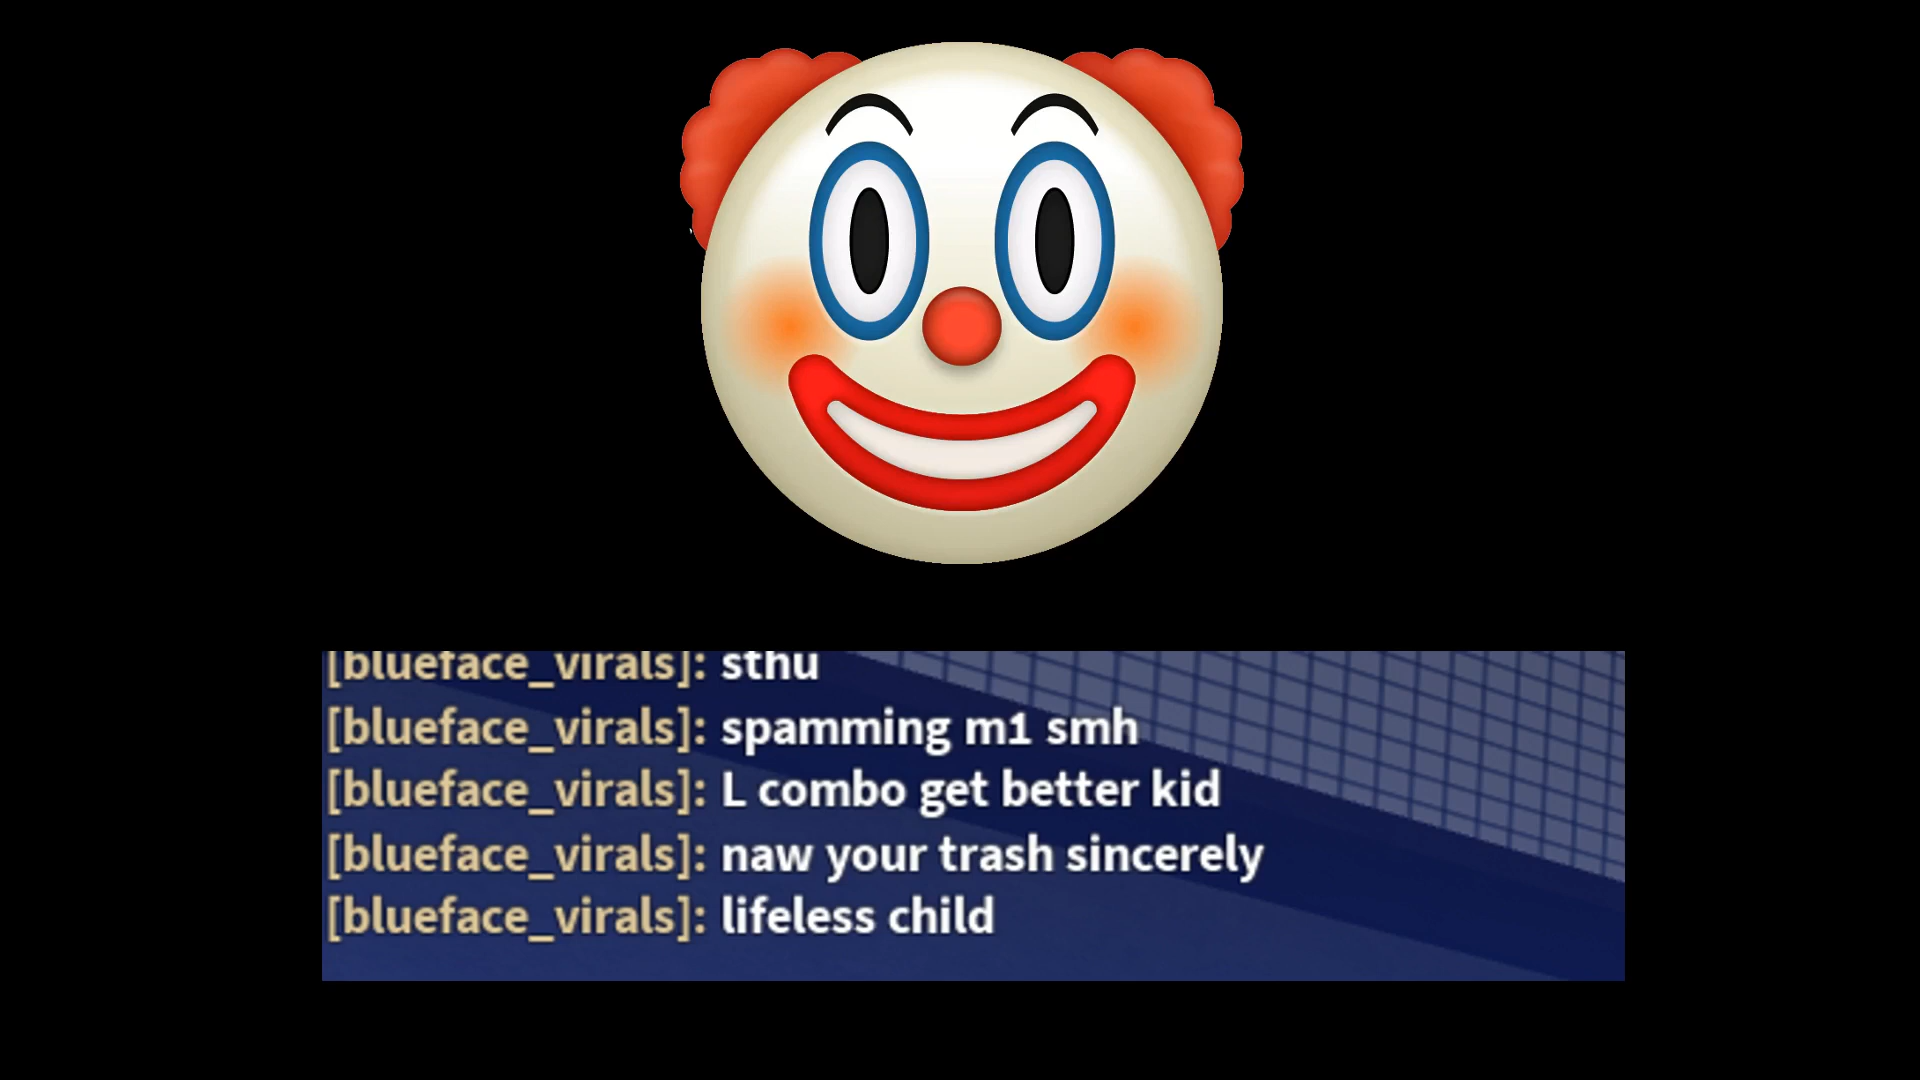 [blueface_virals]: sthu
[blueface_virals]: spamming m1 smh
[blueface_virals]: L combo get better kid
[blueface_virals]: naw your trash sincerely
[blueface_virals]: lifeless child